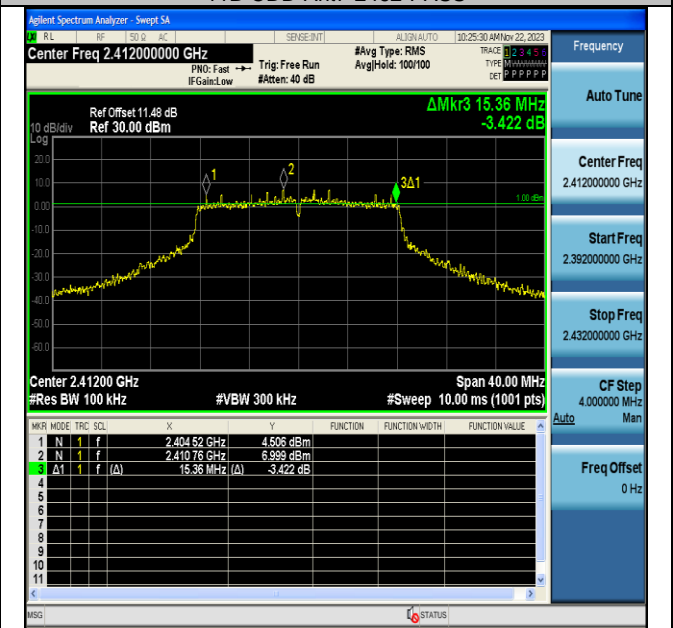 Agilent Spectrum Analyzer - Swept SA
RL RF 50 Ω AC SENSE:INT ALIGN AUTO 10:25:30 AM Nov 22, 2023
Center Freq 2.412000000 GHz
PNO: Fast
IFGain:Low
Trig: Free Run
#Atten: 40 dB
#Avg Type: RMS
Avg|Hold: 100/100
TRACE 1 2 3 4 5 6
TYPE M
DET P P P P P P
Ref Offset 11.48 dB
10 dB/div Ref 30.00 dBm
Log
ΔMkr3 15.36 MHz
-3.422 dB
20.0
10.0
0.00
-10.0
-20.0
-30.0
-40.0
-50.0
-60.0
1
2
3Δ1
1.00 dBm
Center 2.41200 GHz Span 40.00 MHz
#Res BW 100 kHz #VBW 300 kHz #Sweep 10.00 ms (1001 pts)
MKR MODE TRC SCL X Y FUNCTION FUNCTION WIDTH FUNCTION VALUE
1 N 1 f 2.404 52 GHz 4.506 dBm
2 N 1 f 2.410 76 GHz 6.999 dBm
3 Δ1 1 f (Δ) 15.36 MHz (Δ) -3.422 dB
4
5
6
7
8
9
10
11
MSG STATUS
Frequency
Auto Tune
Center Freq
2.412000000 GHz
Start Freq
2.392000000 GHz
Stop Freq
2.432000000 GHz
CF Step
4.000000 MHz
Auto Man
Freq Offset
0 Hz